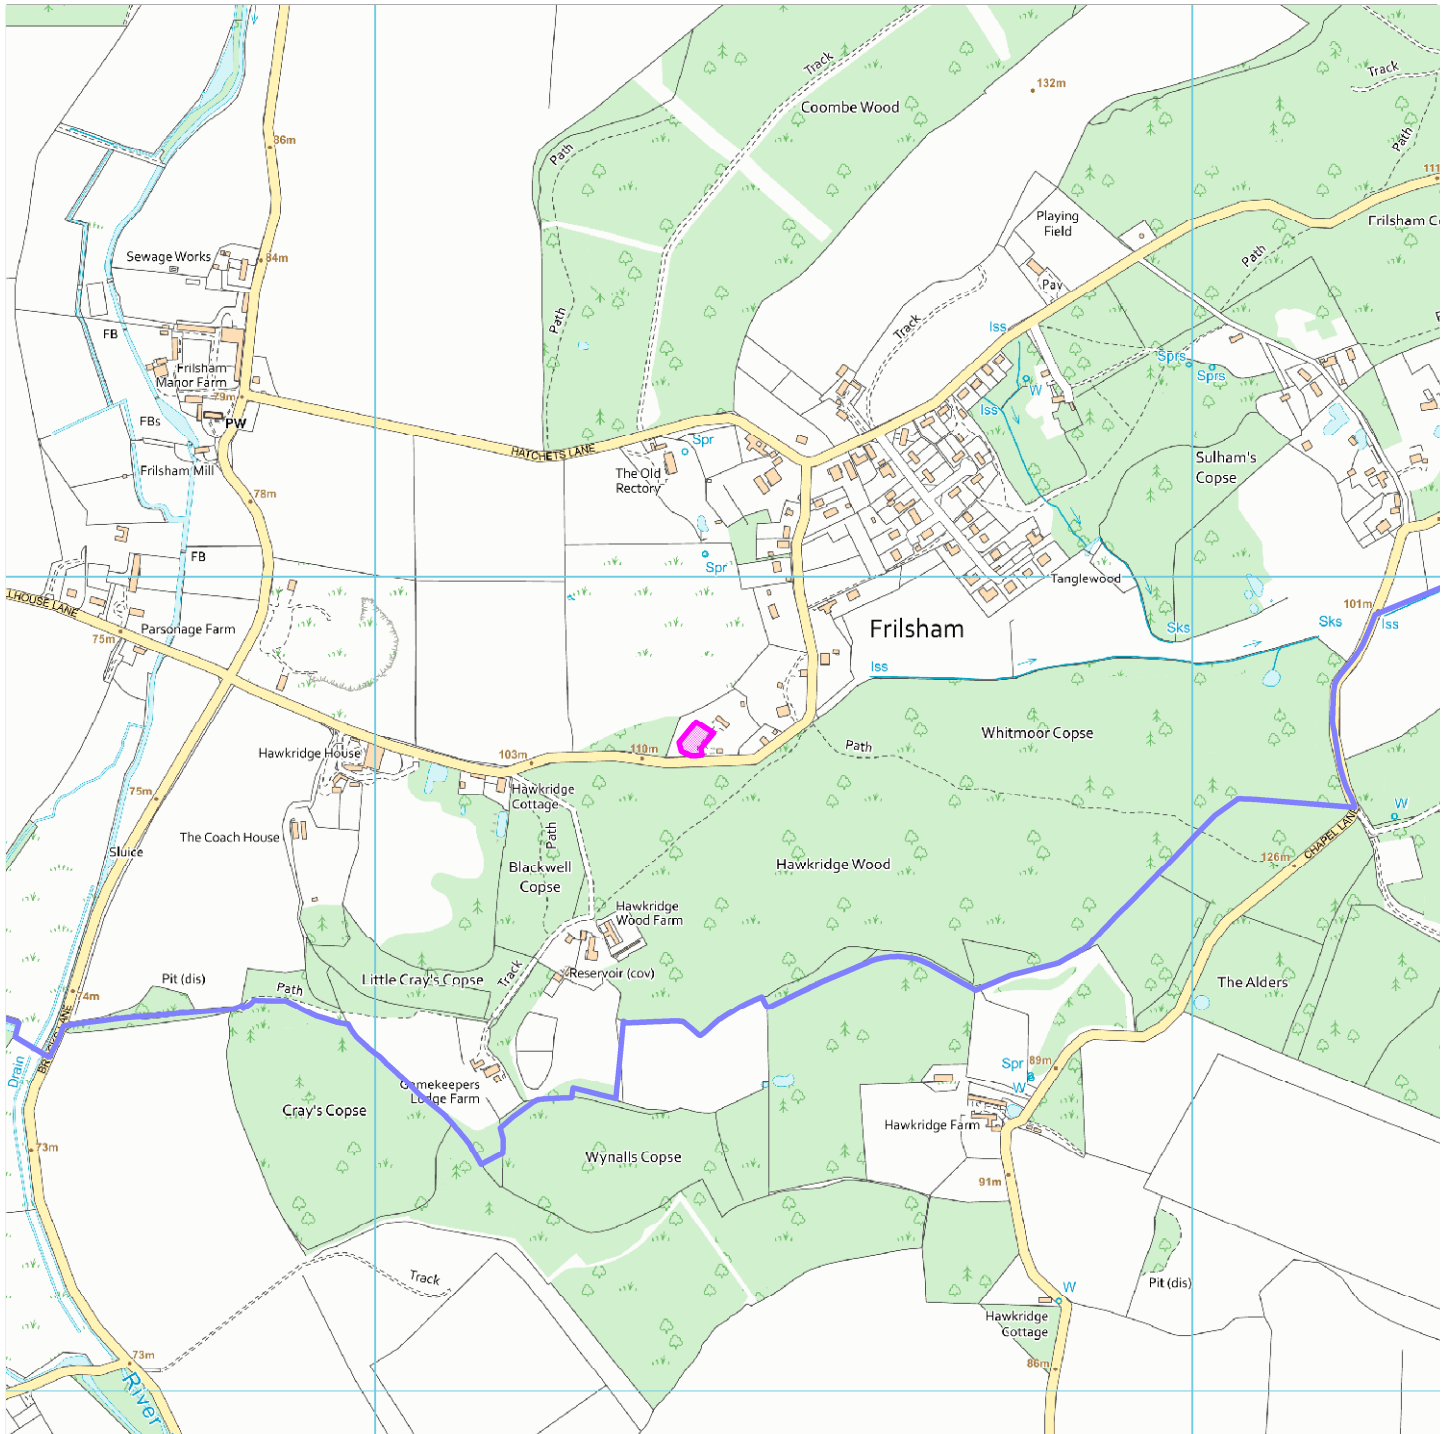 Track
Track
132m
Coombe Wood
Path
Path
86m
111
Playing
Field
Frilsham C
Sewage Works
84m
Path
Pav
Path
Track
Iss
FB
Sprs
Sprs
Frilsham
Manor Farm
W
79m
Iss
FBs
PW
HATCHETS LANE
Spr
Frilsham Mill
The Old
Rectory
Sulham's
Copse
78m
FB
Spr
Tanglewood
LLHOUSE LANE
101m
Iss
Parsonage Farm
75m
Frilsham
Sks
Sks
Iss
Whitmoor Copse
Path
Hawkridge House
103m
110m
75m
Hawkridge
Cottage
W
The Coach House
Path
CHAPEL LANE
Sluice
126m
Blackwell
Copse
Hawkridge Wood
Hawkridge
Wood Farm
Pit (dis)
Little Cray's Copse
Track
Reservoir (cov)
The Alders
Path
74m
Drain
Spr
89m
W
Gamekeepers
Lodge Farm
Cray's Copse
Hawkridge Farm
73m
Wynalls Copse
91m
Track
W
Pit (dis)
Hawkridge
Cottage
73m
86m
River